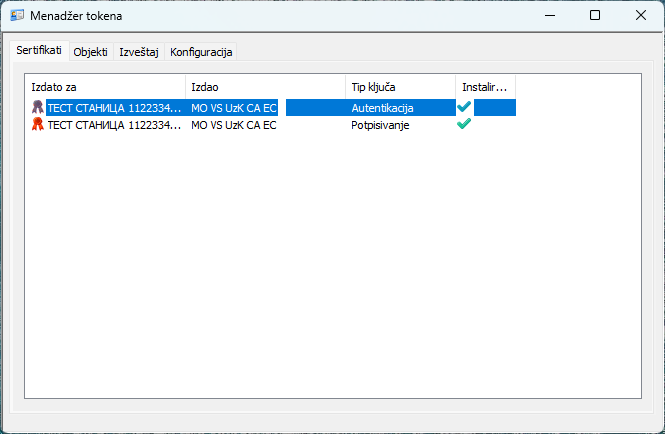 Menadžer tokena
Sertifikati Objekti Izveštaj Konfiguracija
Izdato za Izdao Tip ključa Instalir...
ТЕСТ СТАНИЦА 1122334... MO VS UzK CA EC Autentikacija
ТЕСТ СТАНИЦА 1122334... MO VS UzK CA EC Potpisivanje